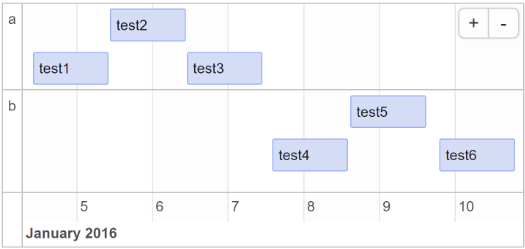 a
test2
+ -
test1
test3
b
test5
test4
test6
5 6 7 8 9 10
January 2016